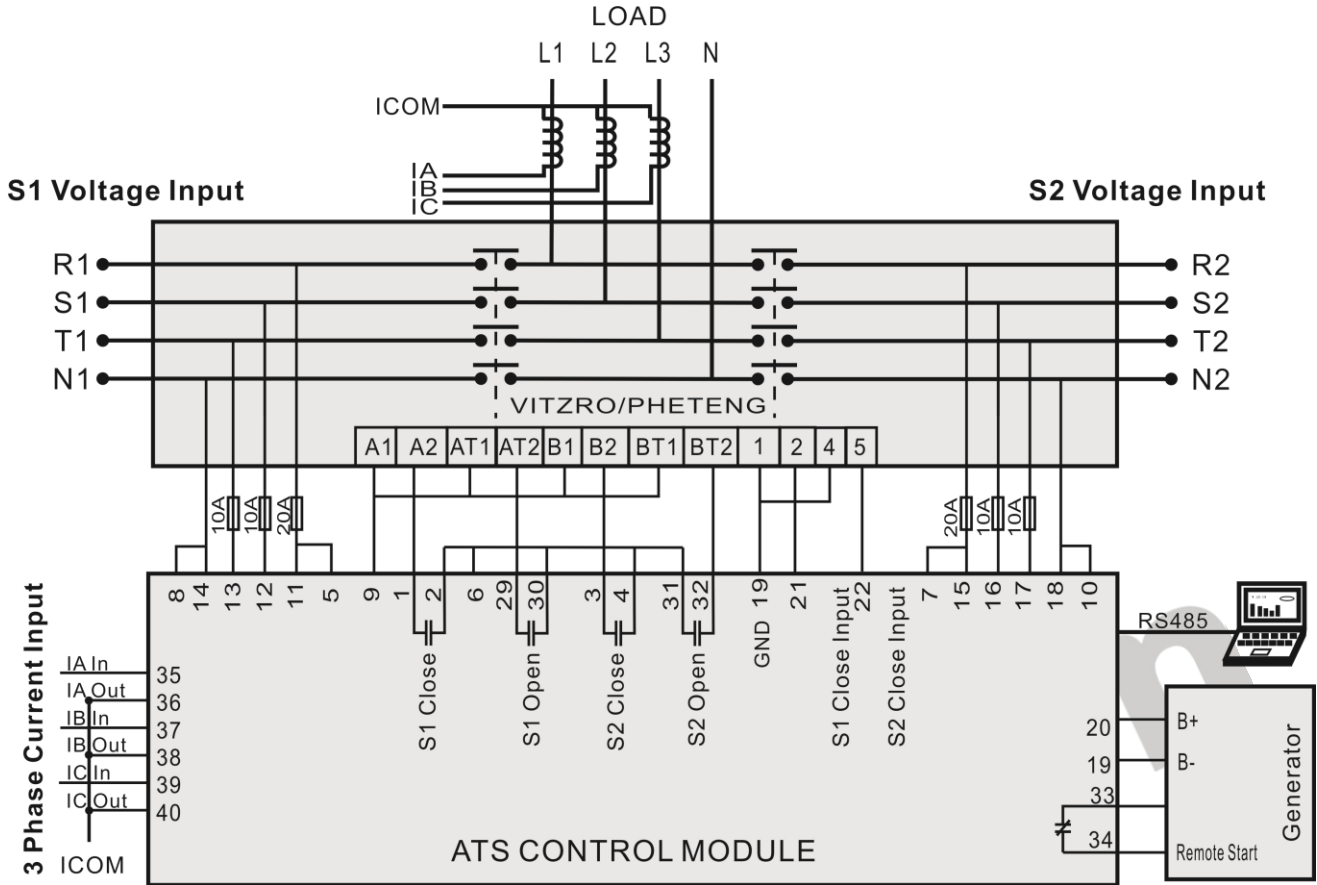 LOAD
L1 L2 L3 N
ICOM
IA
IB
IC
S1 Voltage Input
S2 Voltage Input
R1
S1
T1
N1
R2
S2
T2
N2
VITZRO/PHETENG
A1 A2 AT1 AT2 B1 B2 BT1 BT2 1 2 4 5
10A 10A 20A
20A 10A 10A
8 14 13 12 11 5 9 1 2 6 29 30 3 4 31 32 19 21 22 7 15 16 17 18 10
S1 Close
S1 Open
S2 Close
S2 Open
GND
S1 Close Input
S2 Close Input
RS485
3 Phase Current Input
IA In 35
IA Out 36
IB In 37
IB Out 38
IC In 39
IC Out 40
ICOM
ATS CONTROL MODULE
20 B+
19 B-
33
34 Remote Start
Generator